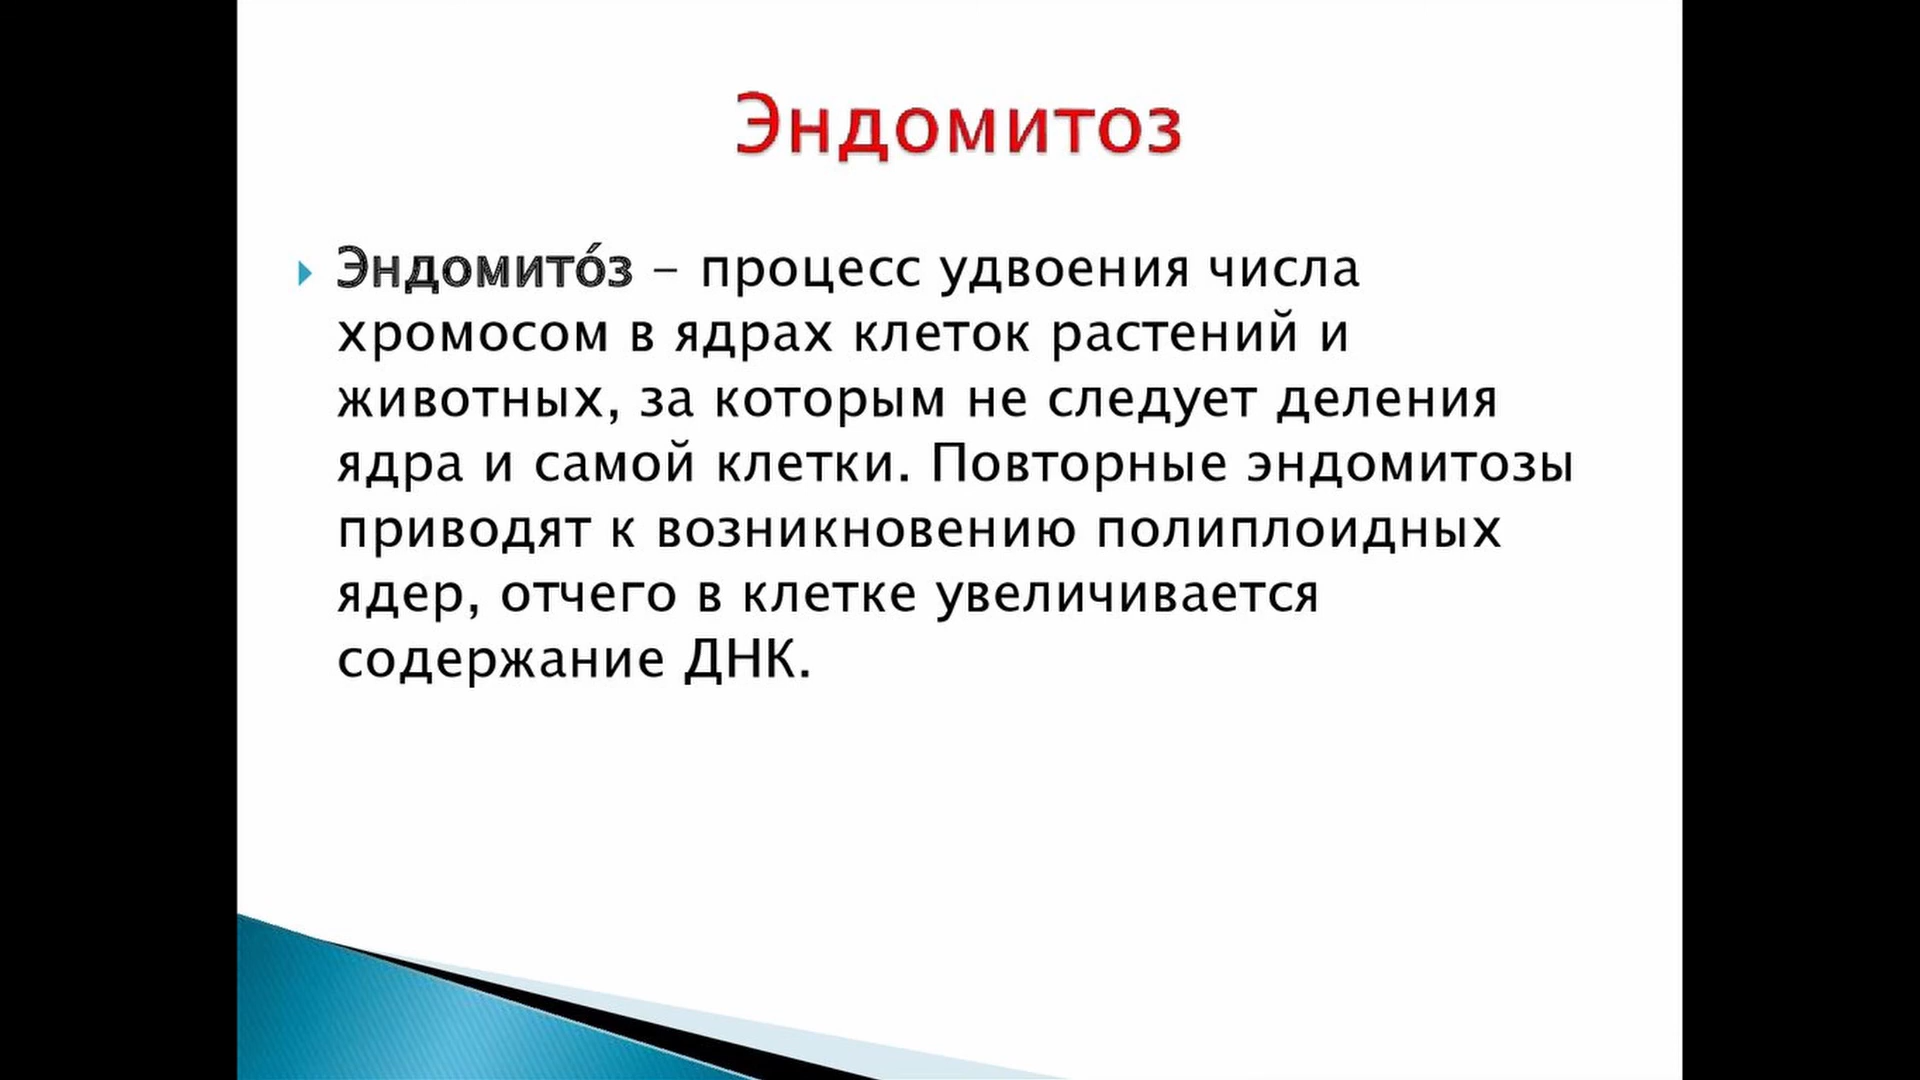 Эндомитоз
Эндомито́з – процесс удвоения числа
хромосом в ядрах клеток растений и
животных, за которым не следует деления
ядра и самой клетки. Повторные эндомитозы
приводят к возникновению полиплоидных
ядер, отчего в клетке увеличивается
содержание ДНК.